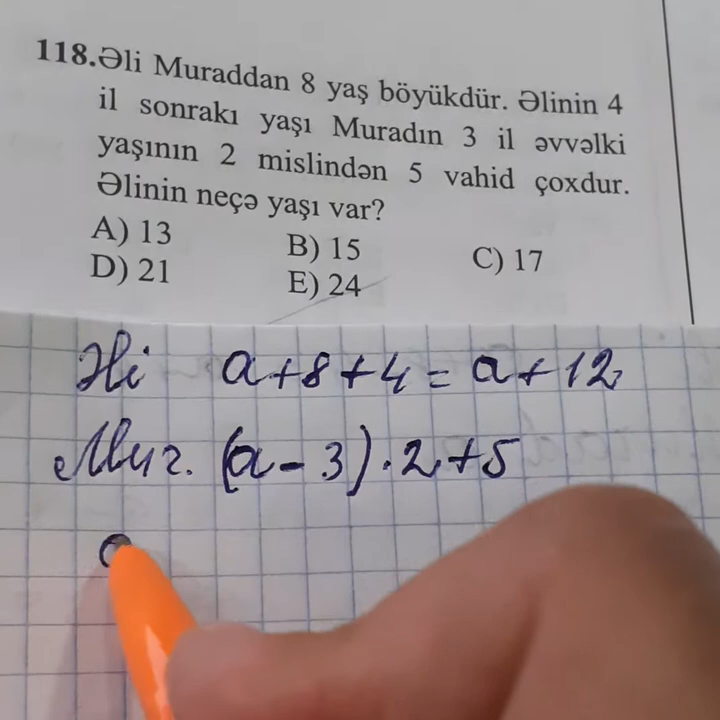 118.Əli Muraddan 8 yaş böyükdür. Əlinin 4
il sonrakı yaşı Muradın 3 il əvvəlki
yaşının 2 mislindən 5 vahid çoxdur.
Əlinin neçə yaşı var?
A) 13 B) 15 C) 17
D) 21 E) 24
Əli a+8+4=a+12
(a-3)·2+5